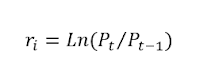 r_i = Ln(P_t/P_{t-1})